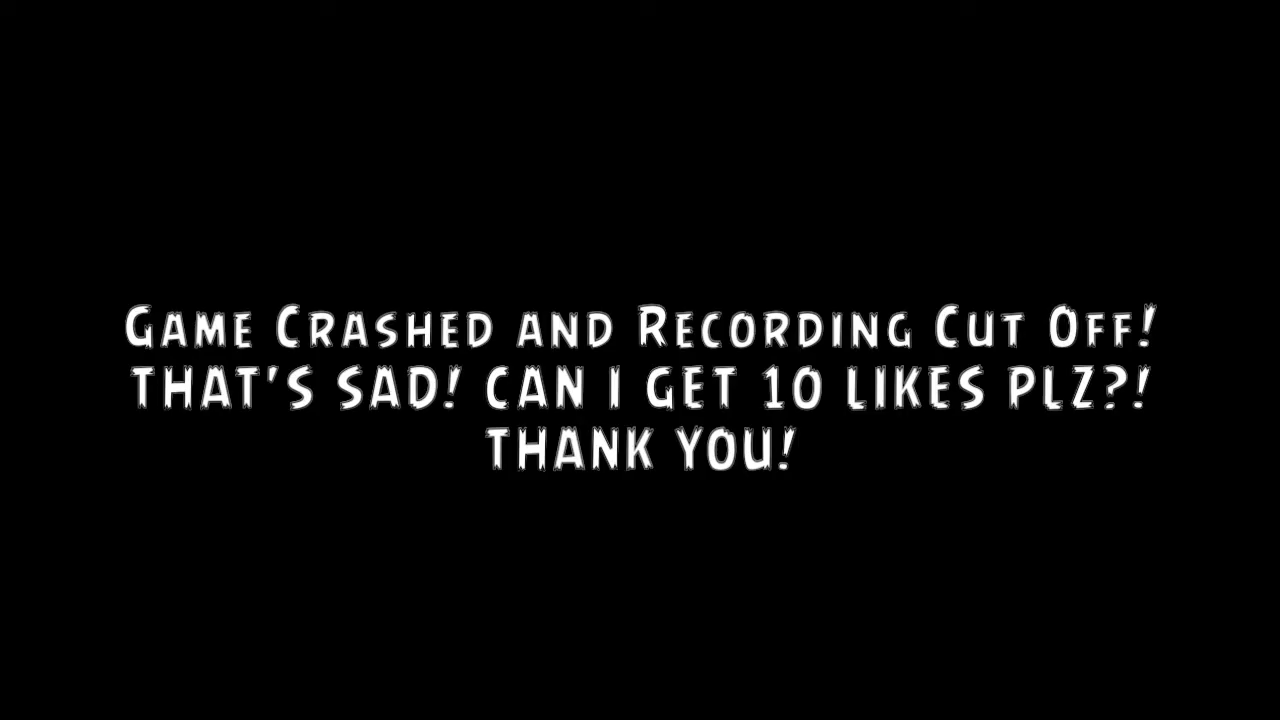 Game Crashed and Recording Cut Off!
THAT'S SAD! CAN I GET 10 LIKES PLZ?!
THANK YOU!